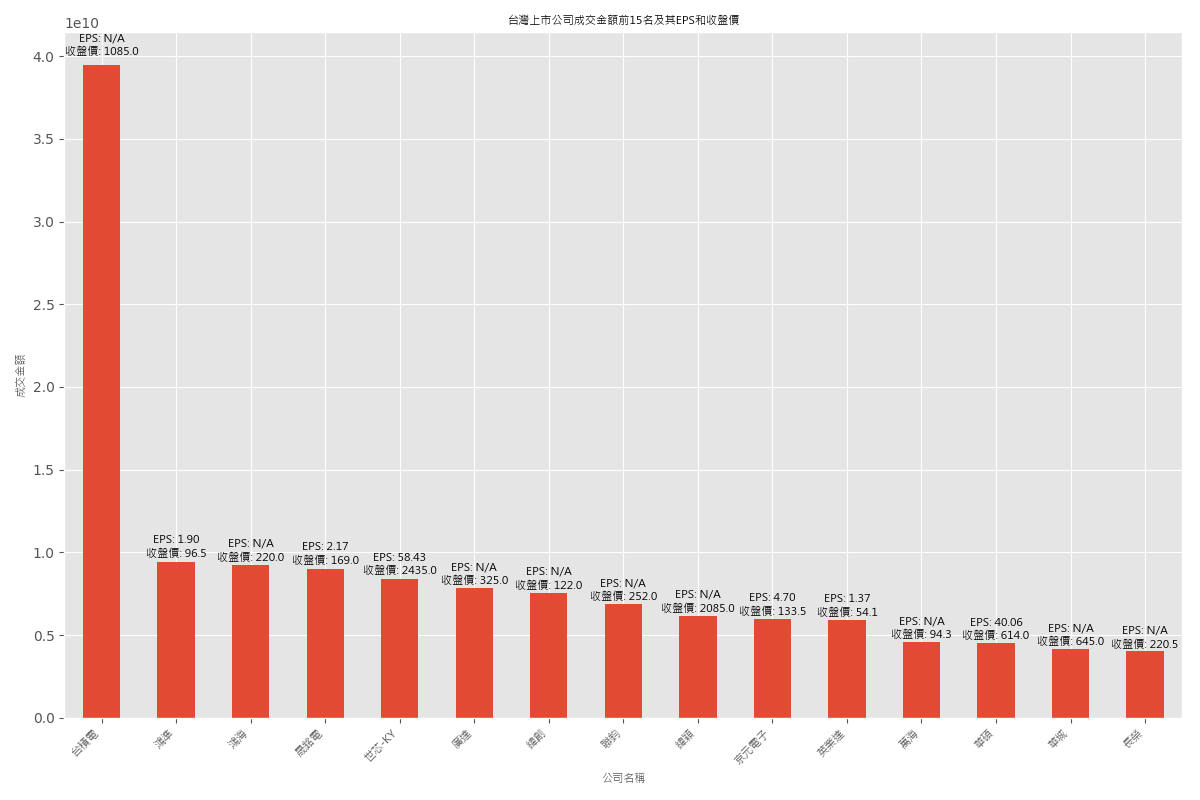 台灣上市公司成交金額前15名及其EPS和收盤價
1e10
4.0
3.5
3.0
2.5
2.0
1.5
1.0
0.5
0.0
成交金額
EPS: N/A
收盤價: 1085.0
EPS: 1.90
收盤價: 96.5
EPS: N/A
收盤價: 220.0
EPS: 2.17
收盤價: 169.0
EPS: 58.43
收盤價: 2435.0
EPS: N/A
收盤價: 325.0
EPS: N/A
收盤價: 122.0
EPS: N/A
收盤價: 252.0
EPS: N/A
收盤價: 2085.0
EPS: 4.70
收盤價: 133.5
EPS: 1.37
收盤價: 54.1
EPS: N/A
收盤價: 94.3
EPS: 40.06
收盤價: 614.0
EPS: N/A
收盤價: 645.0
EPS: N/A
收盤價: 220.5
台積電
鴻準
鴻海
晟銘電
世芯-KY
廣達
緯創
聯鈞
緯穎
京元電子
英業達
萬海
華碩
華城
長榮
公司名稱